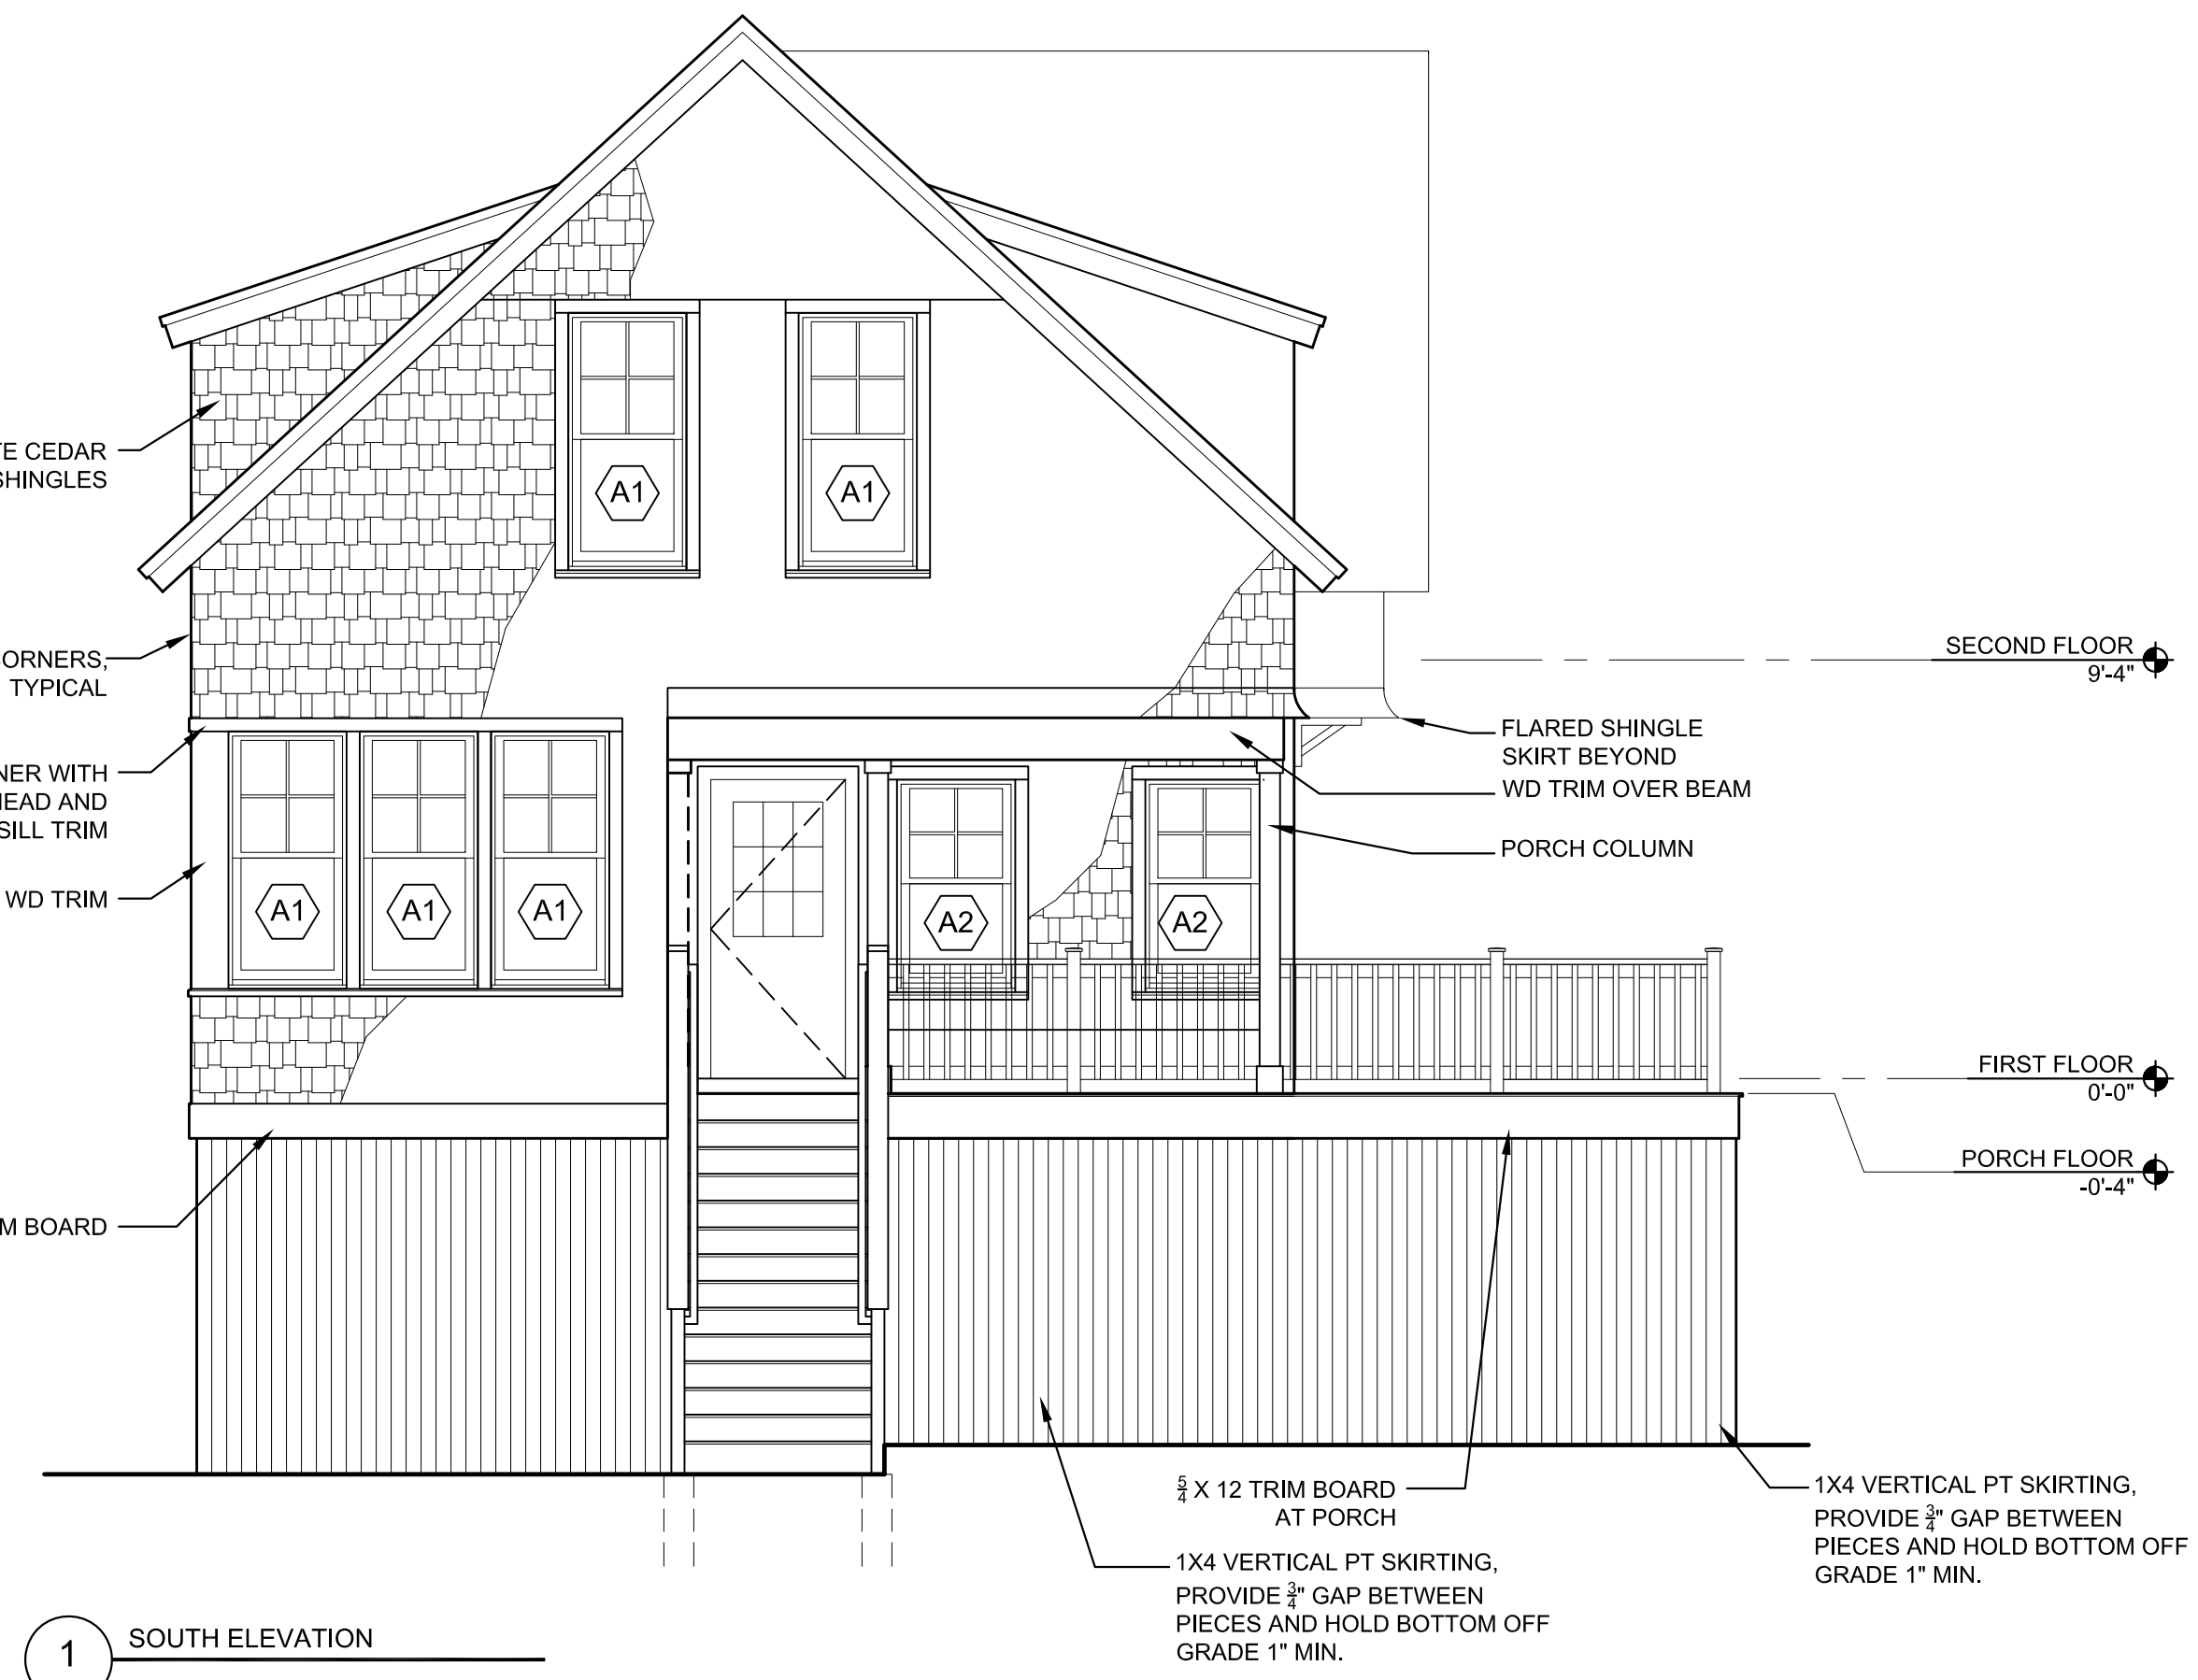 CEDAR
SHINGLES
CORNERS,
TYPICAL
WITH
HEAD AND
SILL TRIM
WD TRIM
BOARD
A1
A1
A1
A1
A1
A2
A2
SECOND FLOOR
9'-4"
FLARED SHINGLE
SKIRT BEYOND
WD TRIM OVER BEAM
PORCH COLUMN
FIRST FLOOR
0'-0"
PORCH FLOOR
-0'-4"
5/4 X 12 TRIM BOARD
AT PORCH
1X4 VERTICAL PT SKIRTING,
PROVIDE 3/4" GAP BETWEEN
PIECES AND HOLD BOTTOM OFF
GRADE 1" MIN.
1X4 VERTICAL PT SKIRTING,
PROVIDE 3/4" GAP BETWEEN
PIECES AND HOLD BOTTOM OFF
GRADE 1" MIN.
1
SOUTH ELEVATION